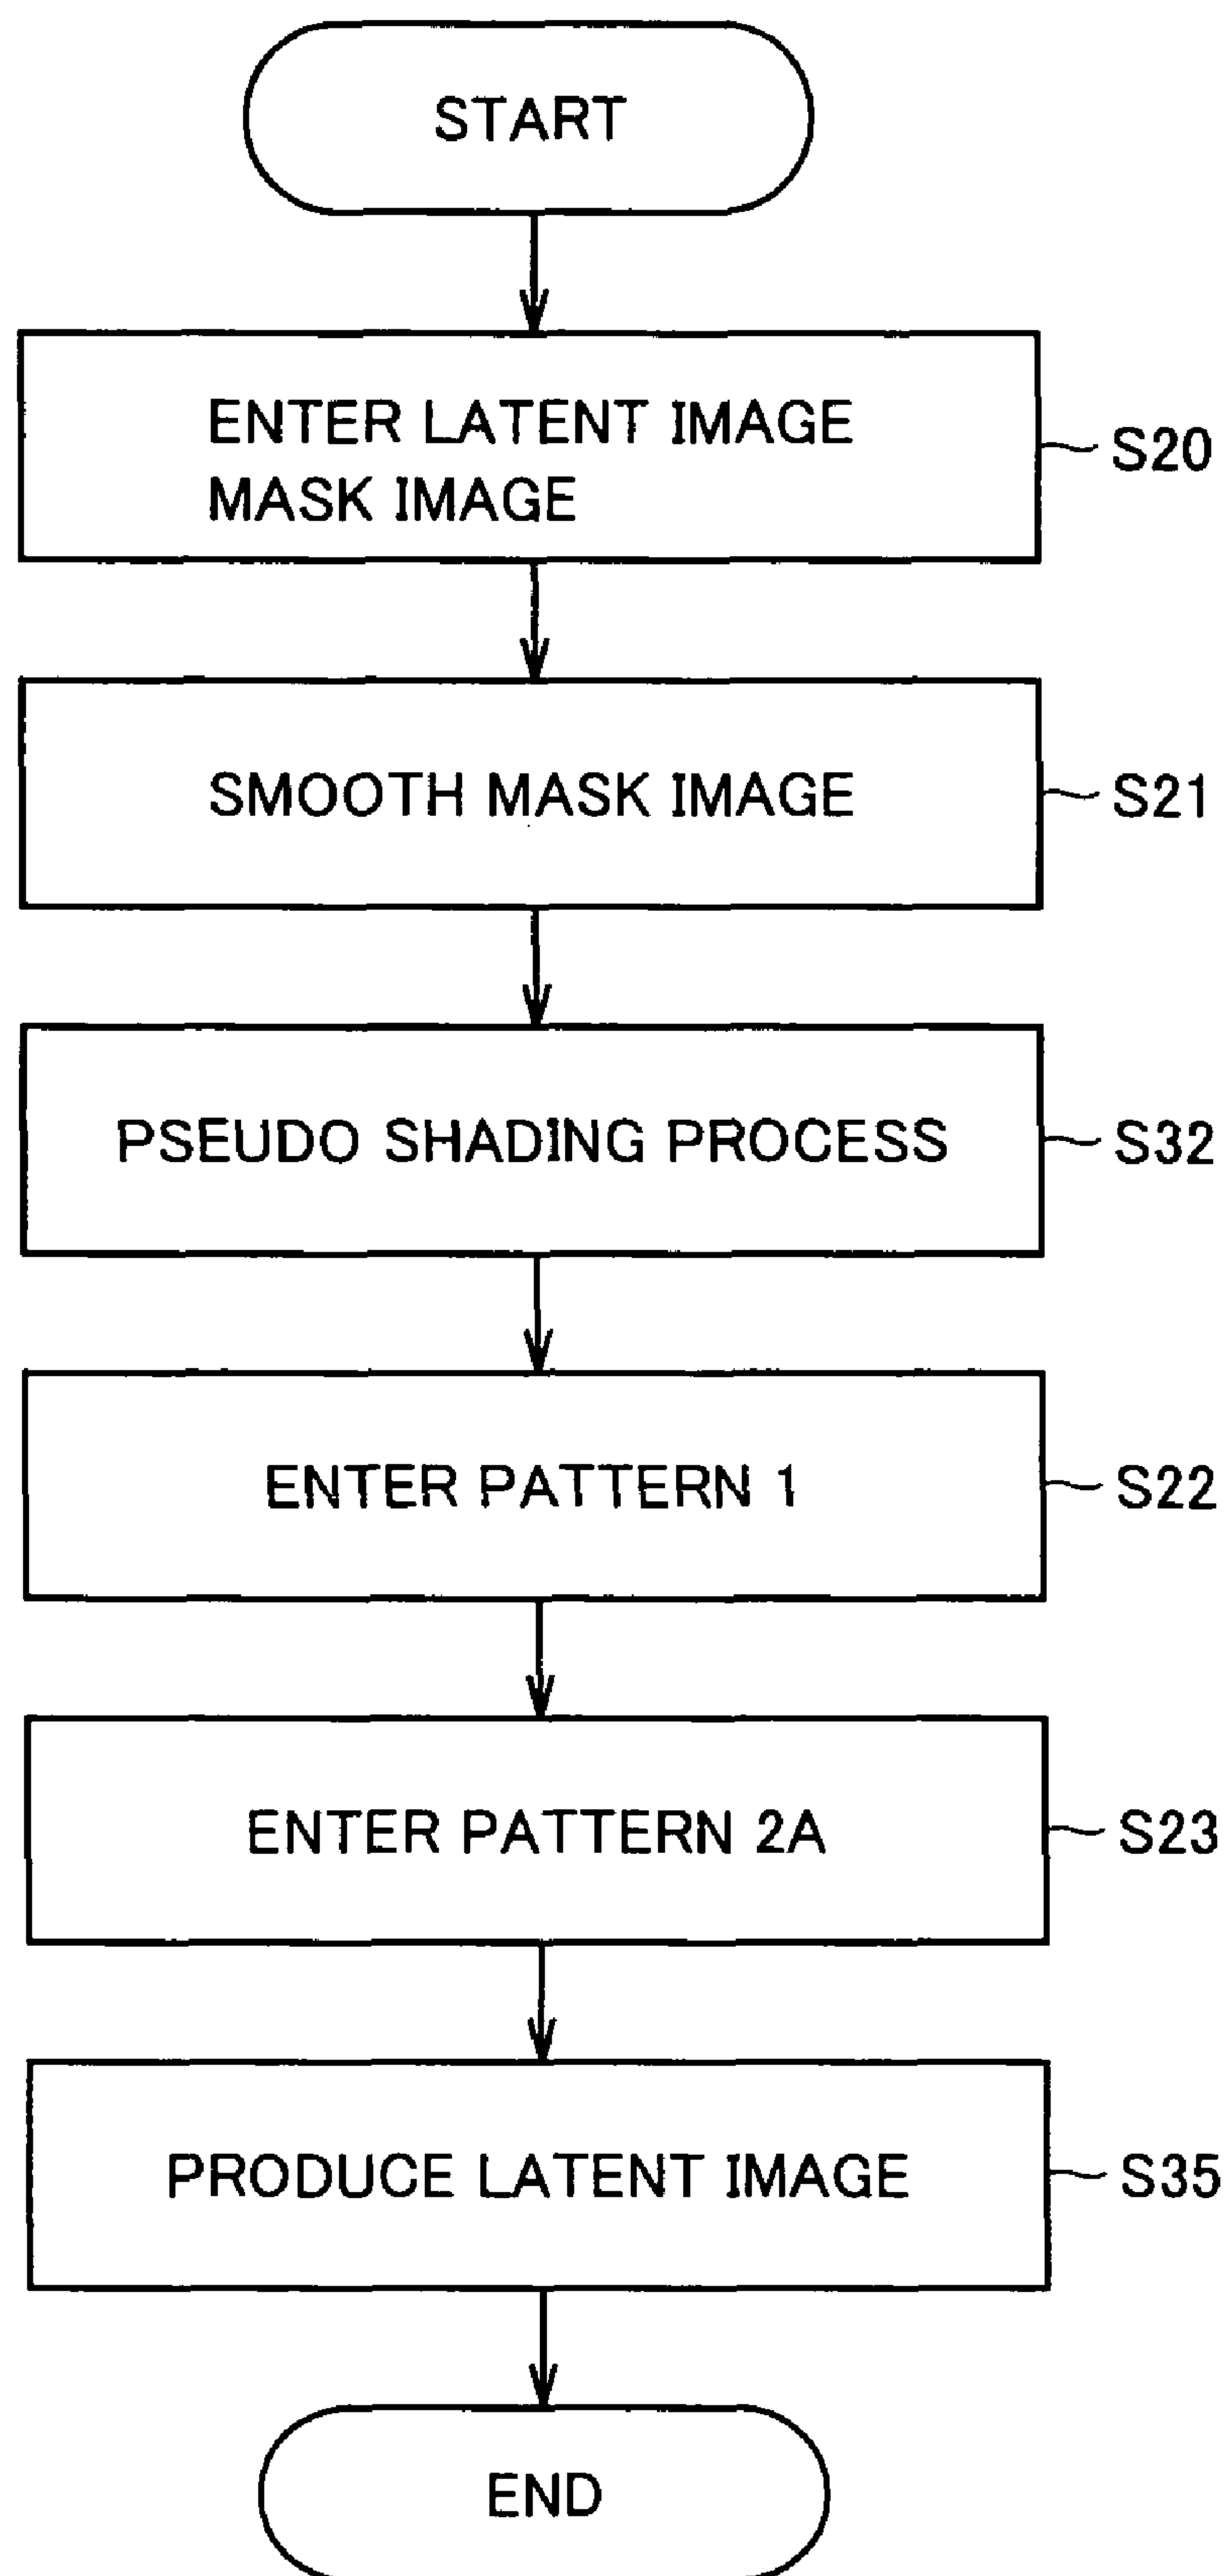 START
ENTER LATENT IMAGE
MASK IMAGE
S20
SMOOTH MASK IMAGE
S21
PSEUDO SHADING PROCESS
S32
ENTER PATTERN 1
S22
ENTER PATTERN 2A
S23
PRODUCE LATENT IMAGE
S35
END